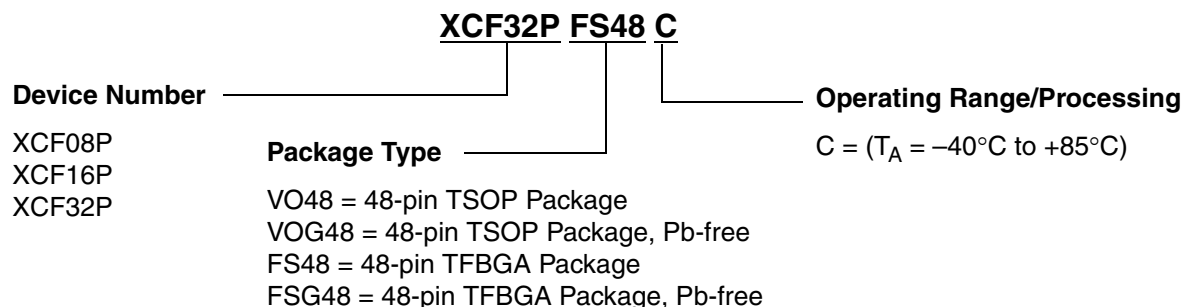 XCF32P FS48 C
Device Number
XCF08P
XCF16P
XCF32P
Package Type
VO48 = 48-pin TSOP Package
VOG48 = 48-pin TSOP Package, Pb-free
FS48 = 48-pin TFBGA Package
FSG48 = 48-pin TFBGA Package, Pb-free
Operating Range/Processing
C = (TA = –40°C to +85°C)